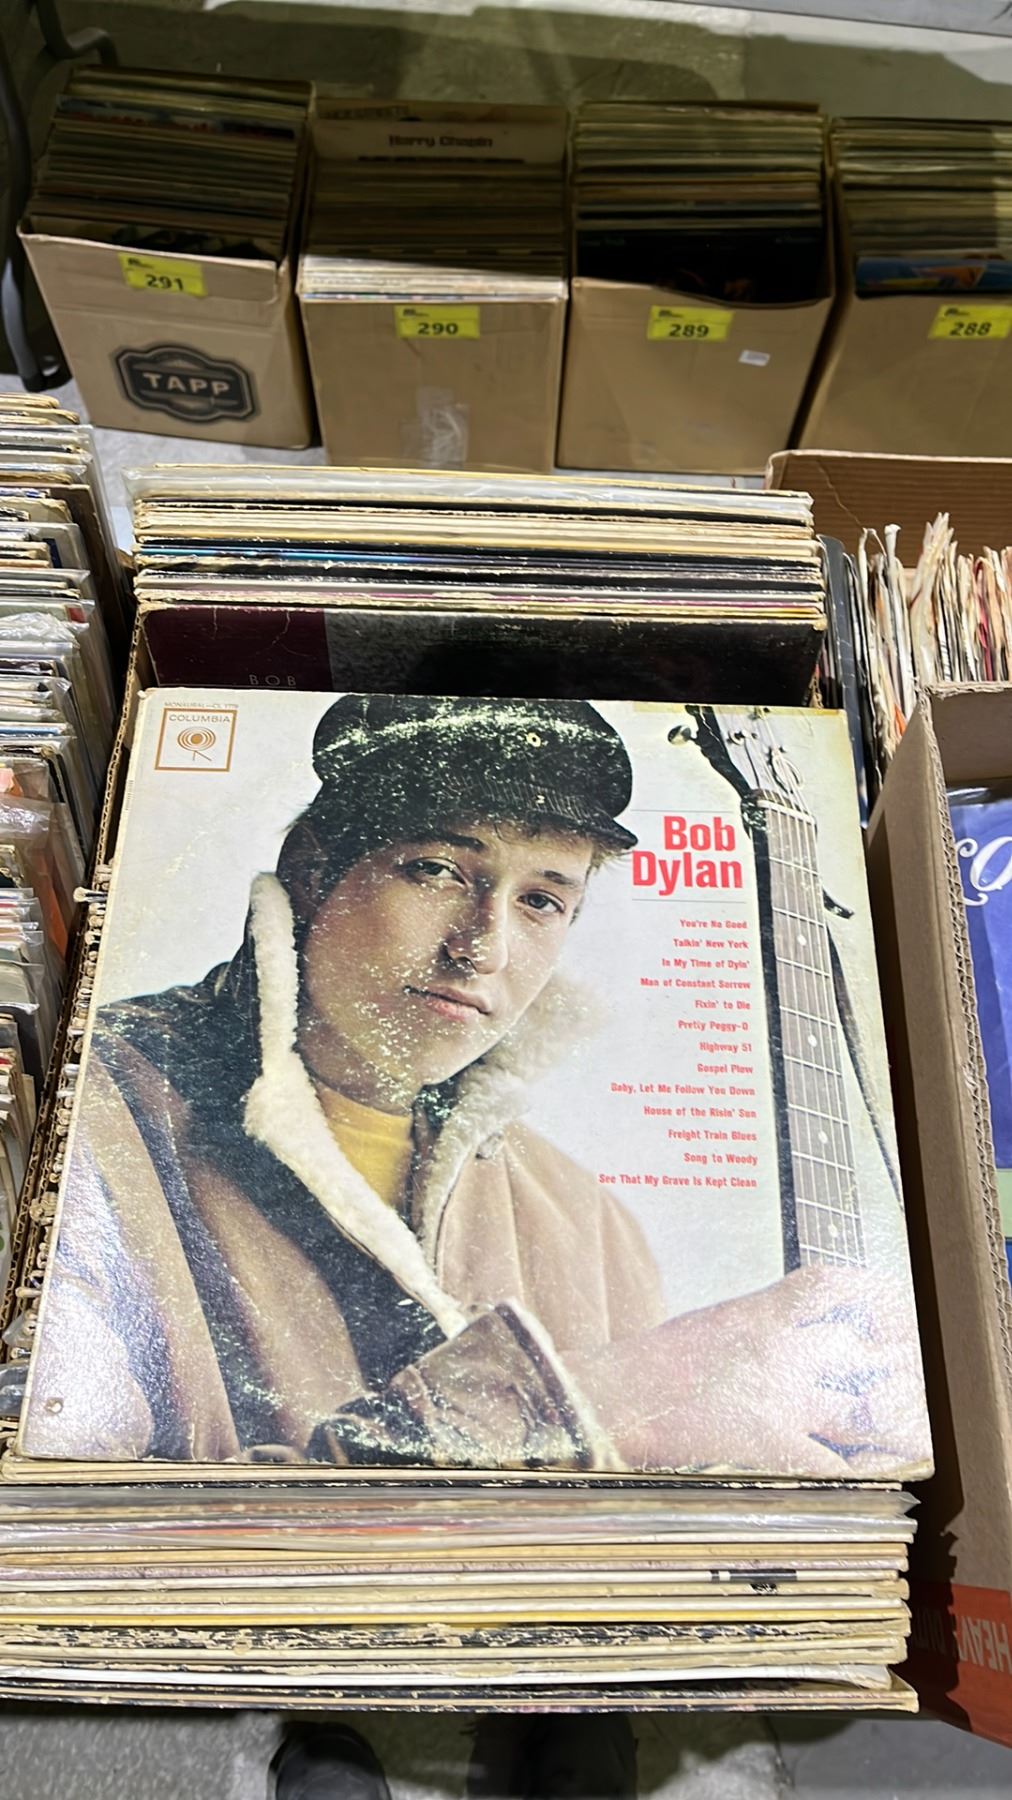 Harry Chapin
291
290
289
288
TAPP
BOB
MONAURAL—CL 1779
COLUMBIA
Bob
Dylan
You're No Good
Talkin' New York
In My Time of Dyin'
Man of Constant Sorrow
Fixin' to Die
Pretty Peggy-O
Highway 51
Gospel Plow
Baby, Let Me Follow You Down
House of the Risin' Sun
Freight Train Blues
Song to Woody
See That My Grave Is Kept Clean